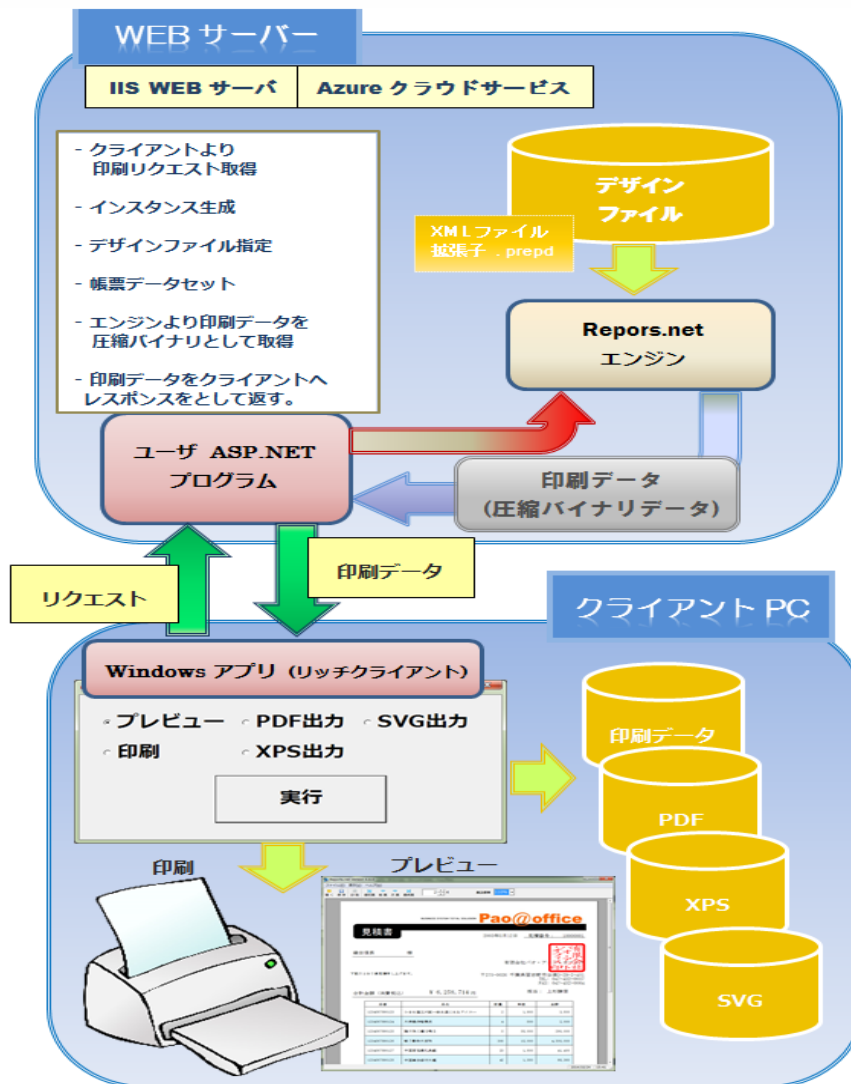 WEB サーバー
IIS WEB サーバ
Azure クラウドサービス
- クライアントより
印刷リクエスト取得
- インスタンス生成
- デザインファイル指定
- 帳票データセット
- エンジンより印刷データを
圧縮バイナリとして取得
- 印刷データをクライアントへ
レスポンスをとして返す。
デザイン
ファイル
XMLファイル
拡張子 . prepd
Repors.net
エンジン
ユーザ ASP.NET
プログラム
印刷データ
(圧縮バイナリデータ)
リクエスト
印刷データ
クライアント PC
Windows アプリ (リッチクライアント)
プレビュー
PDF出力
SVG出力
印刷
XPS出力
実行
印刷データ
PDF
XPS
SVG
印刷
プレビュー
Pao@office
見積書